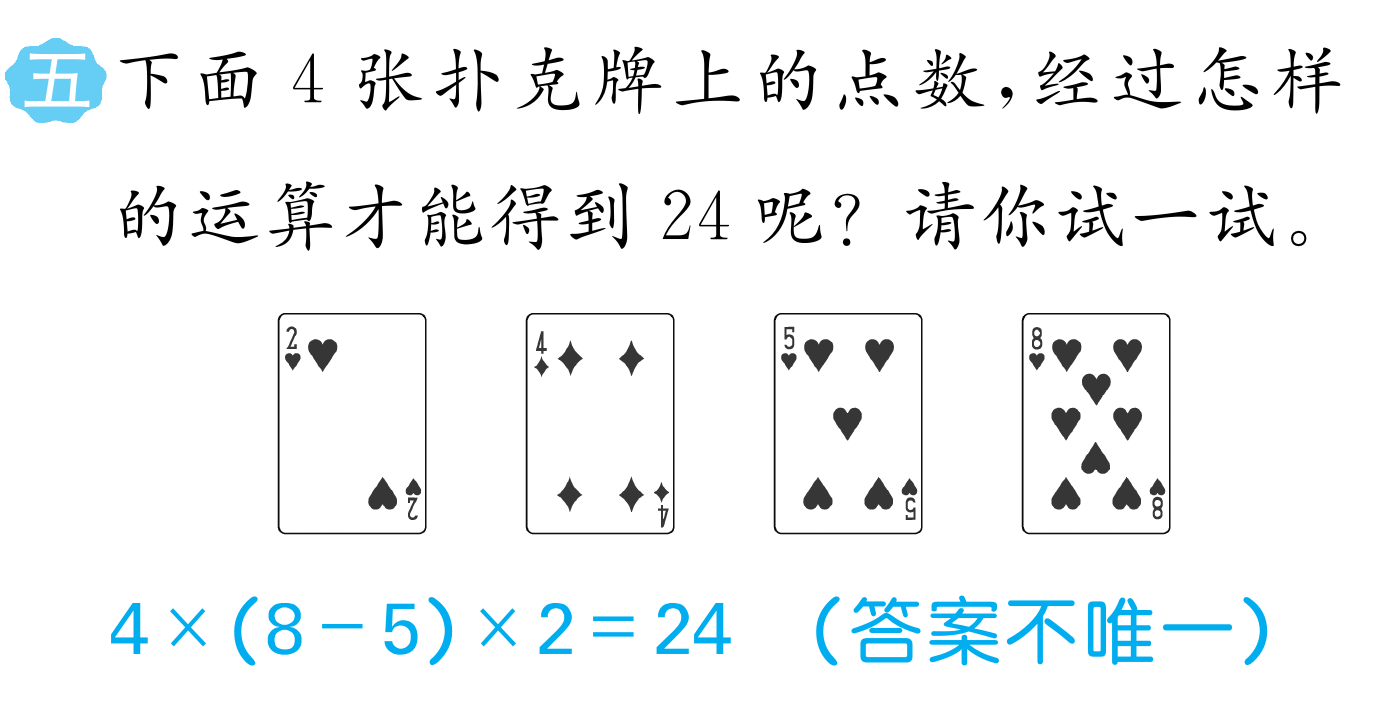 五 下面 4 张扑克牌上的点数,经过怎样
的运算才能得到 24 呢? 请你试一试。
2 4 5 8
2 4 5 8
4×(8-5)×2=24 (答案不唯一)